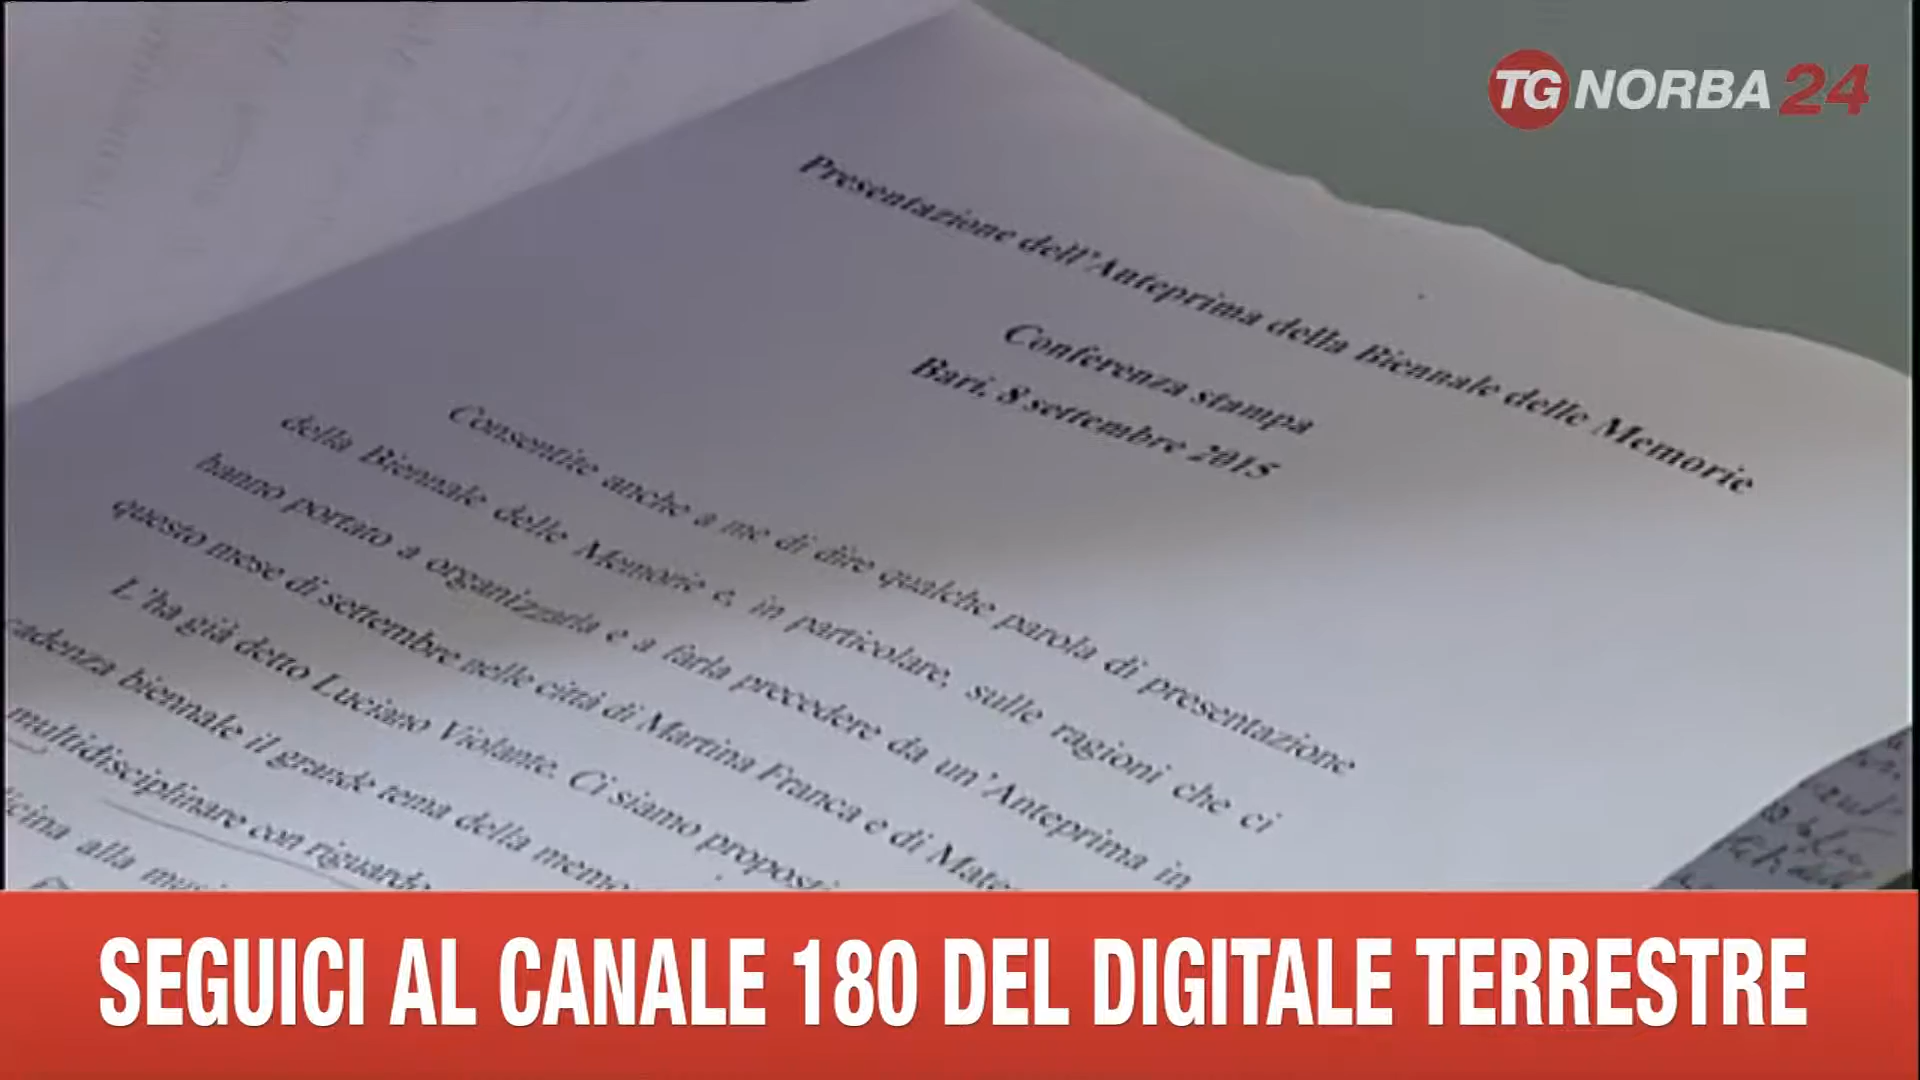 TG NORBA 24
Presentazione dell'Anteprima della Biennale delle Memorie
Conferenza stampa
Bari, 8 settembre 2015
Consentite anche a me di dire qualche parola di presentazione
della Biennale delle Memorie e, in particolare, sulle ragioni che ci
hanno portato a organizzarla e a farla precedere da un'Anteprima in
questo mese di settembre nelle città di Martina Franca e di
L'ha già detto Luciano Violante. Ci siamo
cadenza biennale il grande tema della
multidisciplinare con riguardo
alla
SEGUICI AL CANALE 180 DEL DIGITALE TERRESTRE